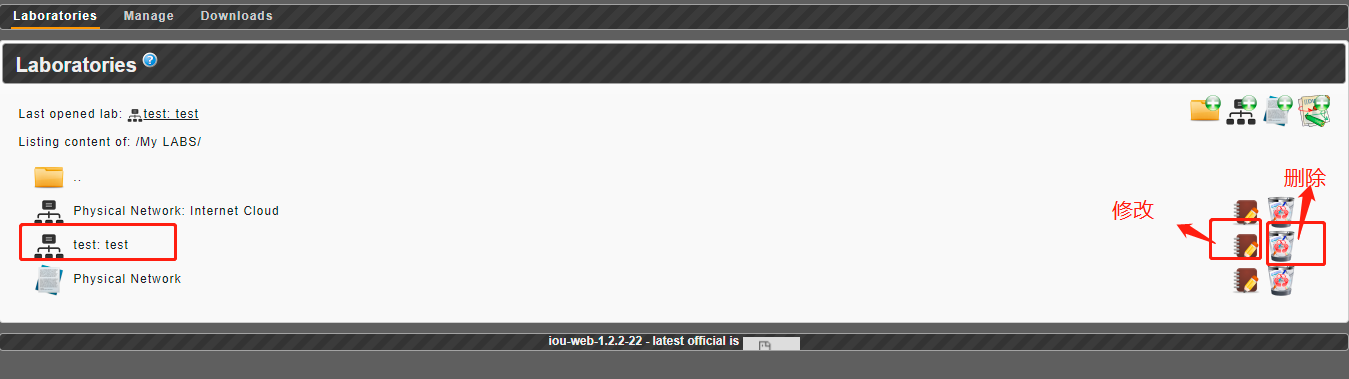 Laboratories Manage Downloads
Laboratories ?
Last opened lab: test: test
Listing content of: /My LABS/
..
删除
Physical Network: Internet Cloud
修改
test: test
Physical Network
iou-web-1.2.2-22 - latest official is